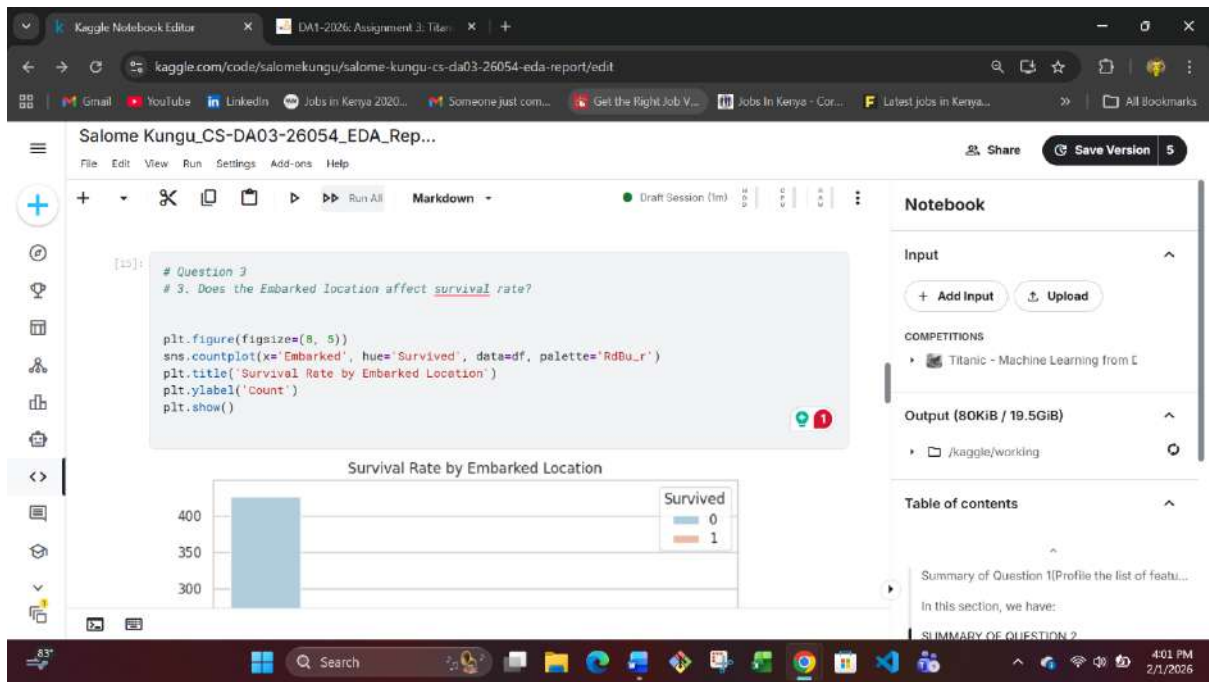 Kaggle Notebook Editor
DA1-2026: Assignment 3: Titan
kaggle.com/code/salomekungu/salome-kungu-cs-da03-26054-eda-report/edit
Gmail YouTube LinkedIn Jobs in Kenya 2020... Someone just com... Get the Right Job V... Jobs In Kenya - Cor... Latest jobs in Kenya... » All Bookmarks
Salome Kungu_CS-DA03-26054_EDA_Rep...
File Edit View Run Settings Add-ons Help
Share
Save Version 5
Run All Markdown
Draft Session (1m)
Notebook
[15]:
# Question 3
# 3. Does the Embarked location affect survival rate?
plt.figure(figsize=(8, 5))
sns.countplot(x='Embarked', hue='Survived', data=df, palette='RdBu_r')
plt.title('Survival Rate by Embarked Location')
plt.ylabel('Count')
plt.show()
1
Survival Rate by Embarked Location
400
350
300
Survived
0
1
Input
+ Add Input
Upload
COMPETITIONS
Titanic - Machine Learning from D
Output (80KiB / 19.5GiB)
/kaggle/working
Table of contents
Summary of Question 1(Profile the list of featu...
In this section, we have:
SUMMARY OF QUESTION 2
83°
Search
4:01 PM
2/1/2026